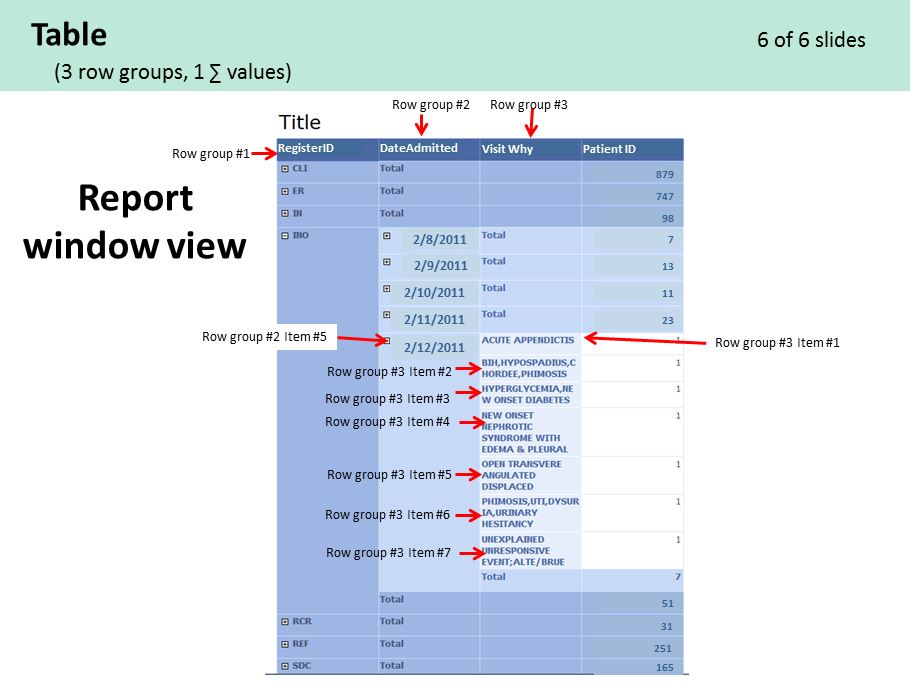 Table
6 of 6 slides
(3 row groups, 1 ∑ values)
Row group #2 Row group #3
Title
Row group #1
RegisterID DateAdmitted Visit Why Patient ID
CLI Total 879
ER Total 747
IN Total 98
INO 2/8/2011 Total 7
Report
window view
2/9/2011 Total 13
2/10/2011 Total 11
2/11/2011 Total 23
Row group #2 Item #5
2/12/2011 ACUTE APPENDICTIS 1
Row group #3 Item #1
Row group #3 Item #2
BIH,HYPOSPADIUS,C 1
HORDEE,PHIMOSIS
Row group #3 Item #3
HYPERGLYCEMIA,NE 1
W ONSET DIABETES
Row group #3 Item #4
NEW ONSET 1
NEPHROTIC
SYNDROME WITH
EDEMA & PLEURAL
Row group #3 Item #5
OPEN TRANSVERE 1
ANGULATED
DISPLACED
Row group #3 Item #6
PHIMOSIS,UTI,DYSUR 1
IA,URINARY
HESITANCY
Row group #3 Item #7
UNEXPLAINED 1
UNRESPONSIVE
EVENT;ALTE/BRUE
Total 7
Total 51
RCR Total 31
REF Total 251
SDC Total 165